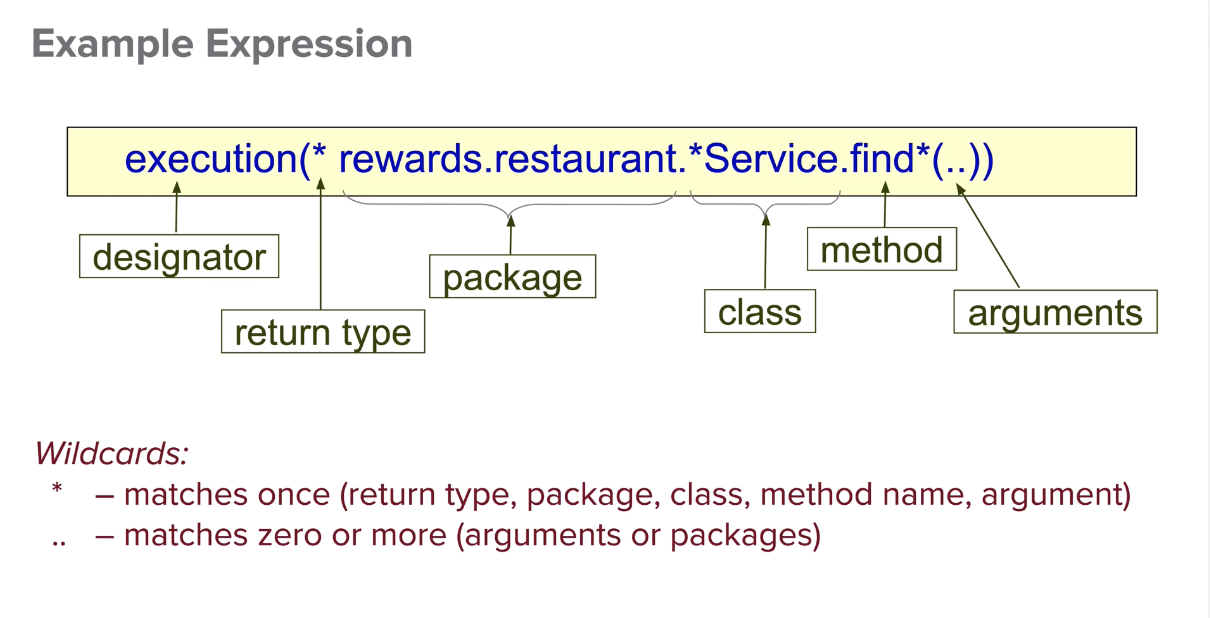 Example Expression
execution(* rewards.restaurant.*Service.find*(..))
designator
return type
package
class
method
arguments
Wildcards:
* – matches once (return type, package, class, method name, argument)
.. – matches zero or more (arguments or packages)